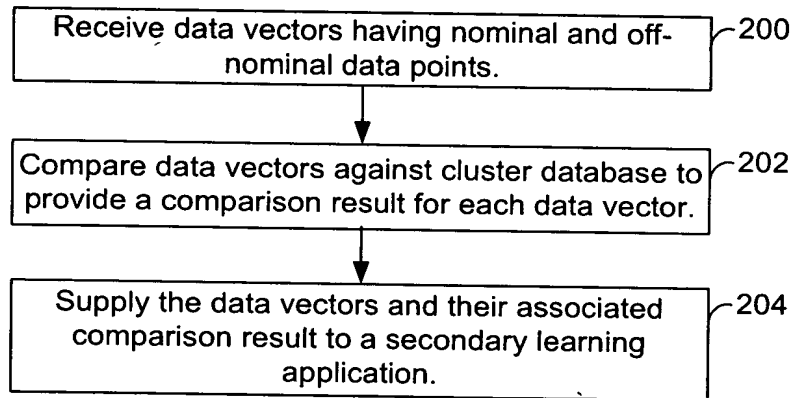 Receive data vectors having nominal and off-
nominal data points.
200
Compare data vectors against cluster database to
provide a comparison result for each data vector.
202
Supply the data vectors and their associated
comparison result to a secondary learning
application.
204